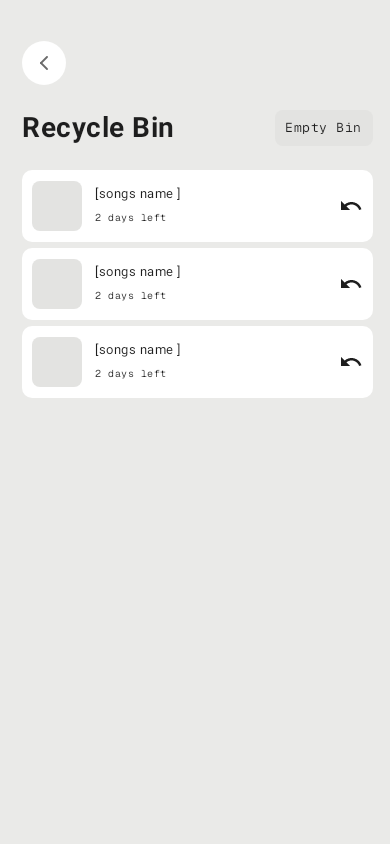 Recycle Bin
Empty Bin
[songs name ]
2 days left
[songs name ]
2 days left
[songs name ]
2 days left